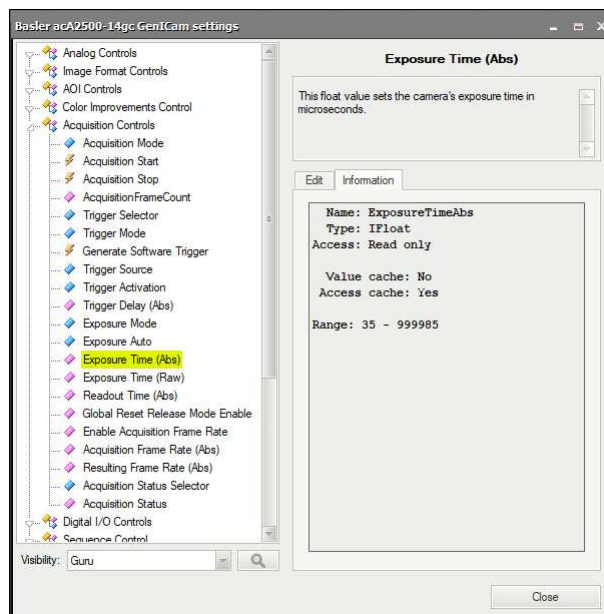 Basler acA2500-14gc GenICam settings
Analog Controls
Image Format Controls
AOI Controls
Color Improvements Control
Acquisition Controls
Acquisition Mode
Acquisition Start
Acquisition Stop
AcquisitionFrameCount
Trigger Selector
Trigger Mode
Generate Software Trigger
Trigger Source
Trigger Activation
Trigger Delay (Abs)
Exposure Mode
Exposure Auto
Exposure Time (Abs)
Exposure Time (Raw)
Readout Time (Abs)
Global Reset Release Mode Enable
Enable Acquisition Frame Rate
Acquisition Frame Rate (Abs)
Resulting Frame Rate (Abs)
Acquisition Status Selector
Acquisition Status
Digital I/O Controls
Sequence Control
Visibility: Guru
Exposure Time (Abs)
This float value sets the camera's exposure time in
microseconds.
Edit Information
Name: ExposureTimeAbs
Type: IFloat
Access: Read only
Value cache: No
Access cache: Yes
Range: 35 - 999985
Close